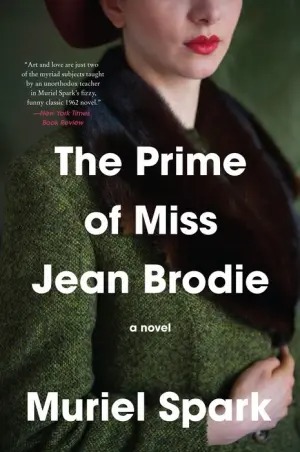 "Art and love are just two
of the myriad subjects taught
by an unorthodox teacher
in Muriel Spark's fizzy,
funny classic 1962 novel."
—New York Times
Book Review
The Prime
of Miss
Jean Brodie
a novel
Muriel Spark